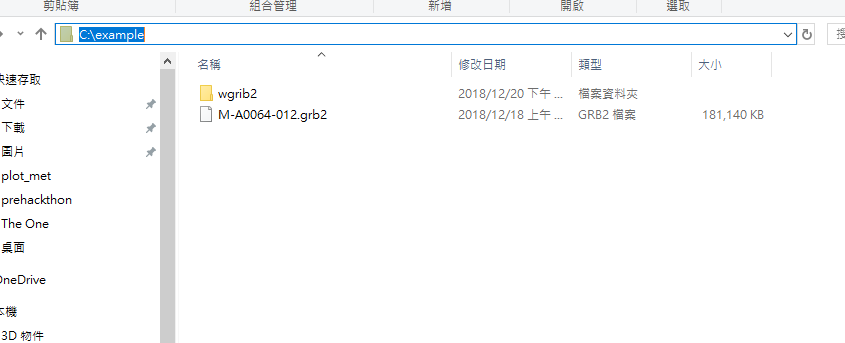 剪貼簿 組合管理 新增 開啟 選取
C:\example
名稱 修改日期 類型 大小
快速存取
文件
下載
圖片
plot_met
prehackthon
The One
桌面
OneDrive
本機
3D 物件
wgrib2 2018/12/20 下午 ... 檔案資料夾
M-A0064-012.grb2 2018/12/18 上午 ... GRB2 檔案 181,140 KB